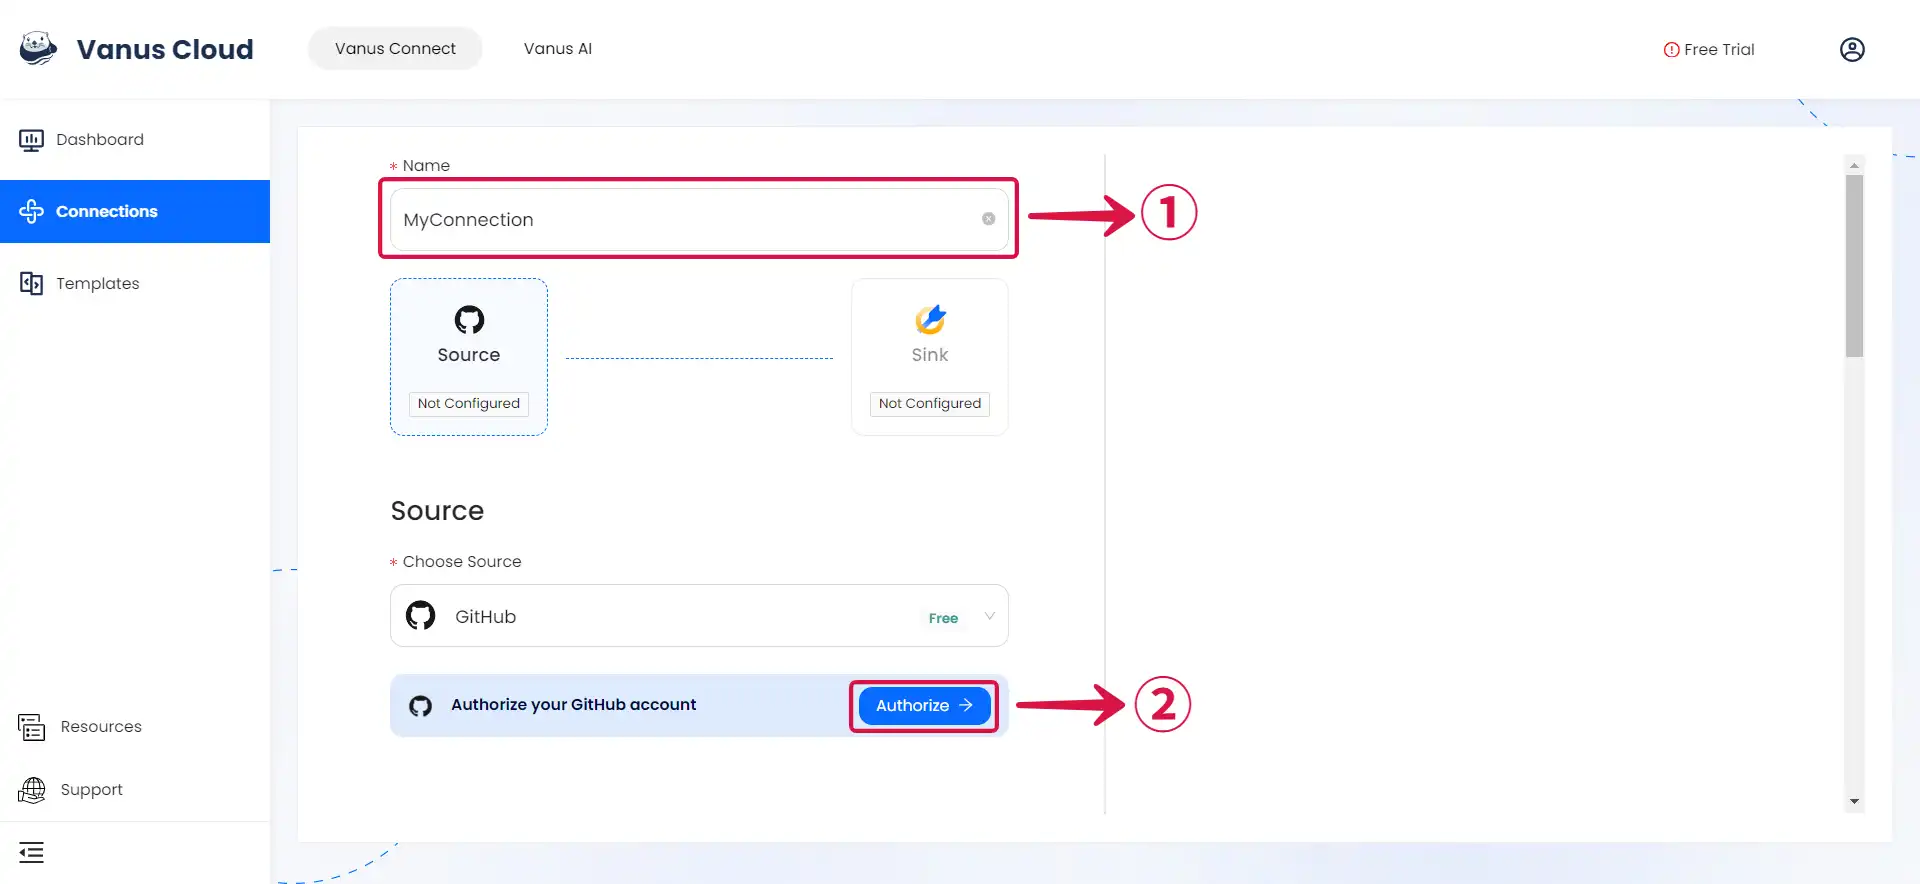 Vanus Cloud
Vanus Connect
Vanus AI
Free Trial
Dashboard
Connections
Templates
Resources
Support
* Name
MyConnection
1
Source
Not Configured
Sink
Not Configured
Source
* Choose Source
GitHub
Free
Authorize your GitHub account
Authorize →
2